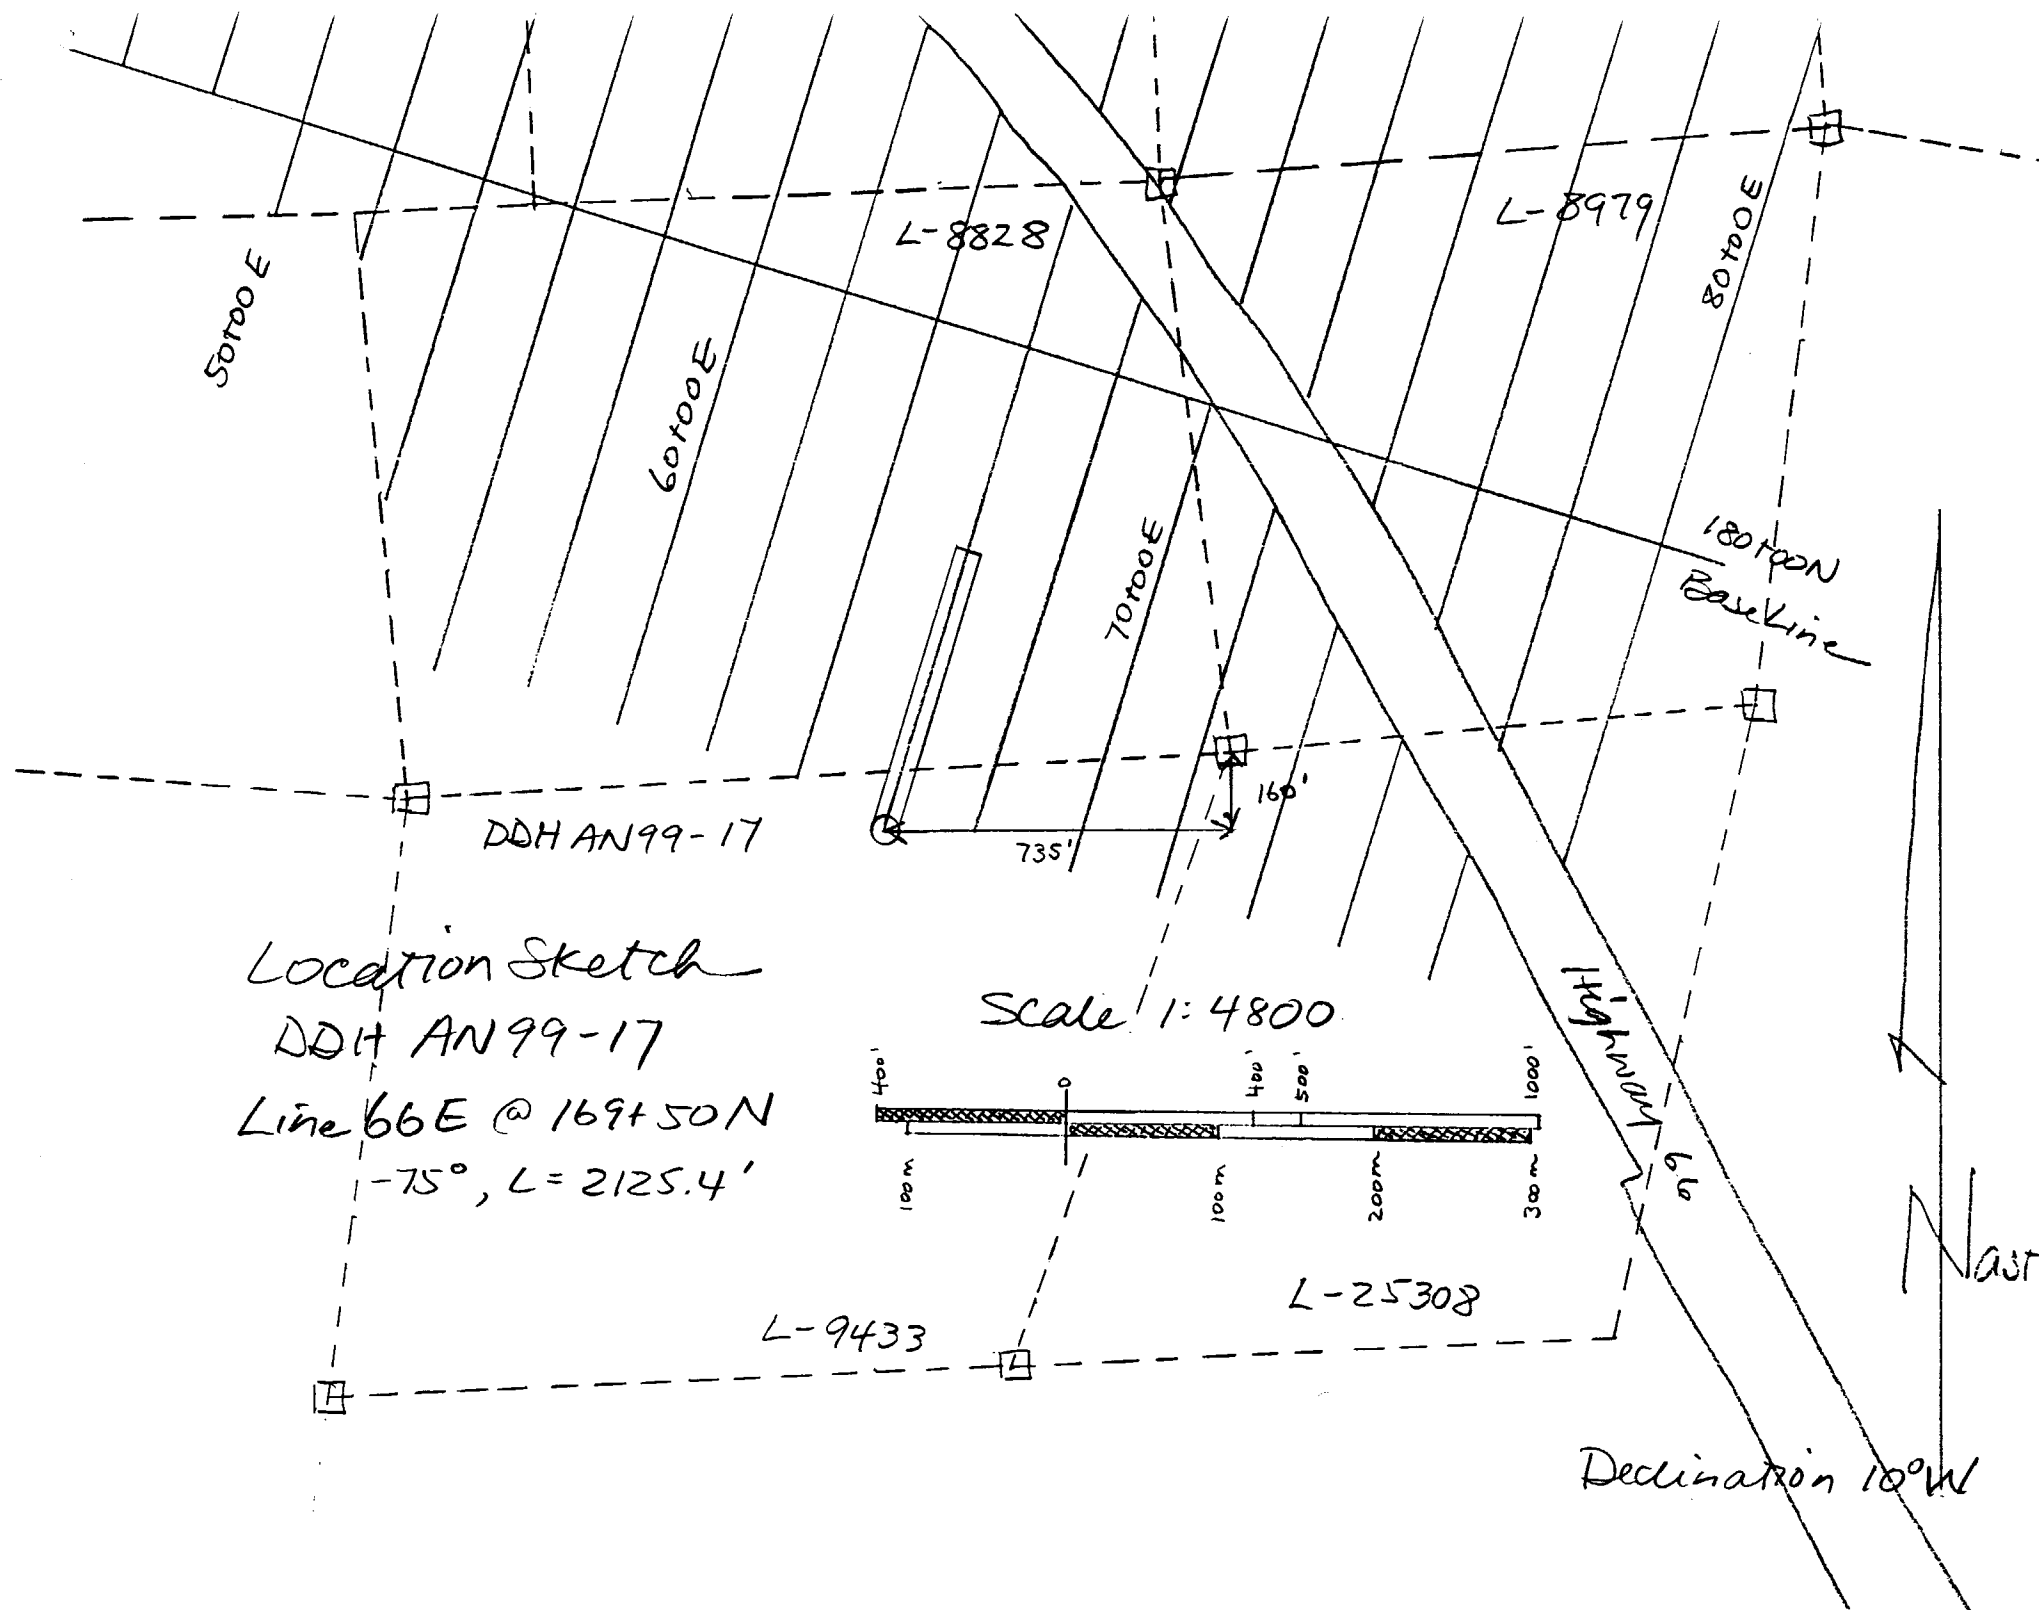 L-8828
L-8979
50+00E
60+00E
70+00E
80+00E
180+00N
Baseline
160'
735'
DDH AN99-17
Location Sketch
DDH AN99-17
Line 66E @ 169+50N
-75°, L= 2125.4'
Scale 1:4800
400'
0
400'
500'
1000'
100m
100m
200m
300m
Highway 66
L-9433
L-25308
Nast
Declination 10°W